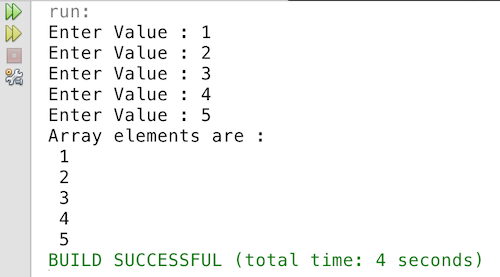 run:
Enter Value : 1
Enter Value : 2
Enter Value : 3
Enter Value : 4
Enter Value : 5
Array elements are :
1
2
3
4
5
BUILD SUCCESSFUL (total time: 4 seconds)